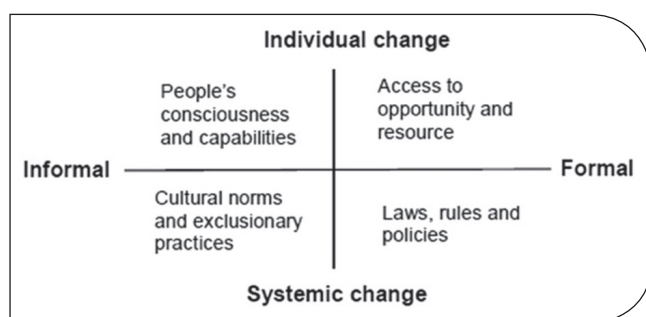 Individual change
People's
consciousness
and capabilities
Access to
opportunity and
resource
Informal
Formal
Cultural norms
and exclusionary
practices
Laws, rules and
policies
Systemic change